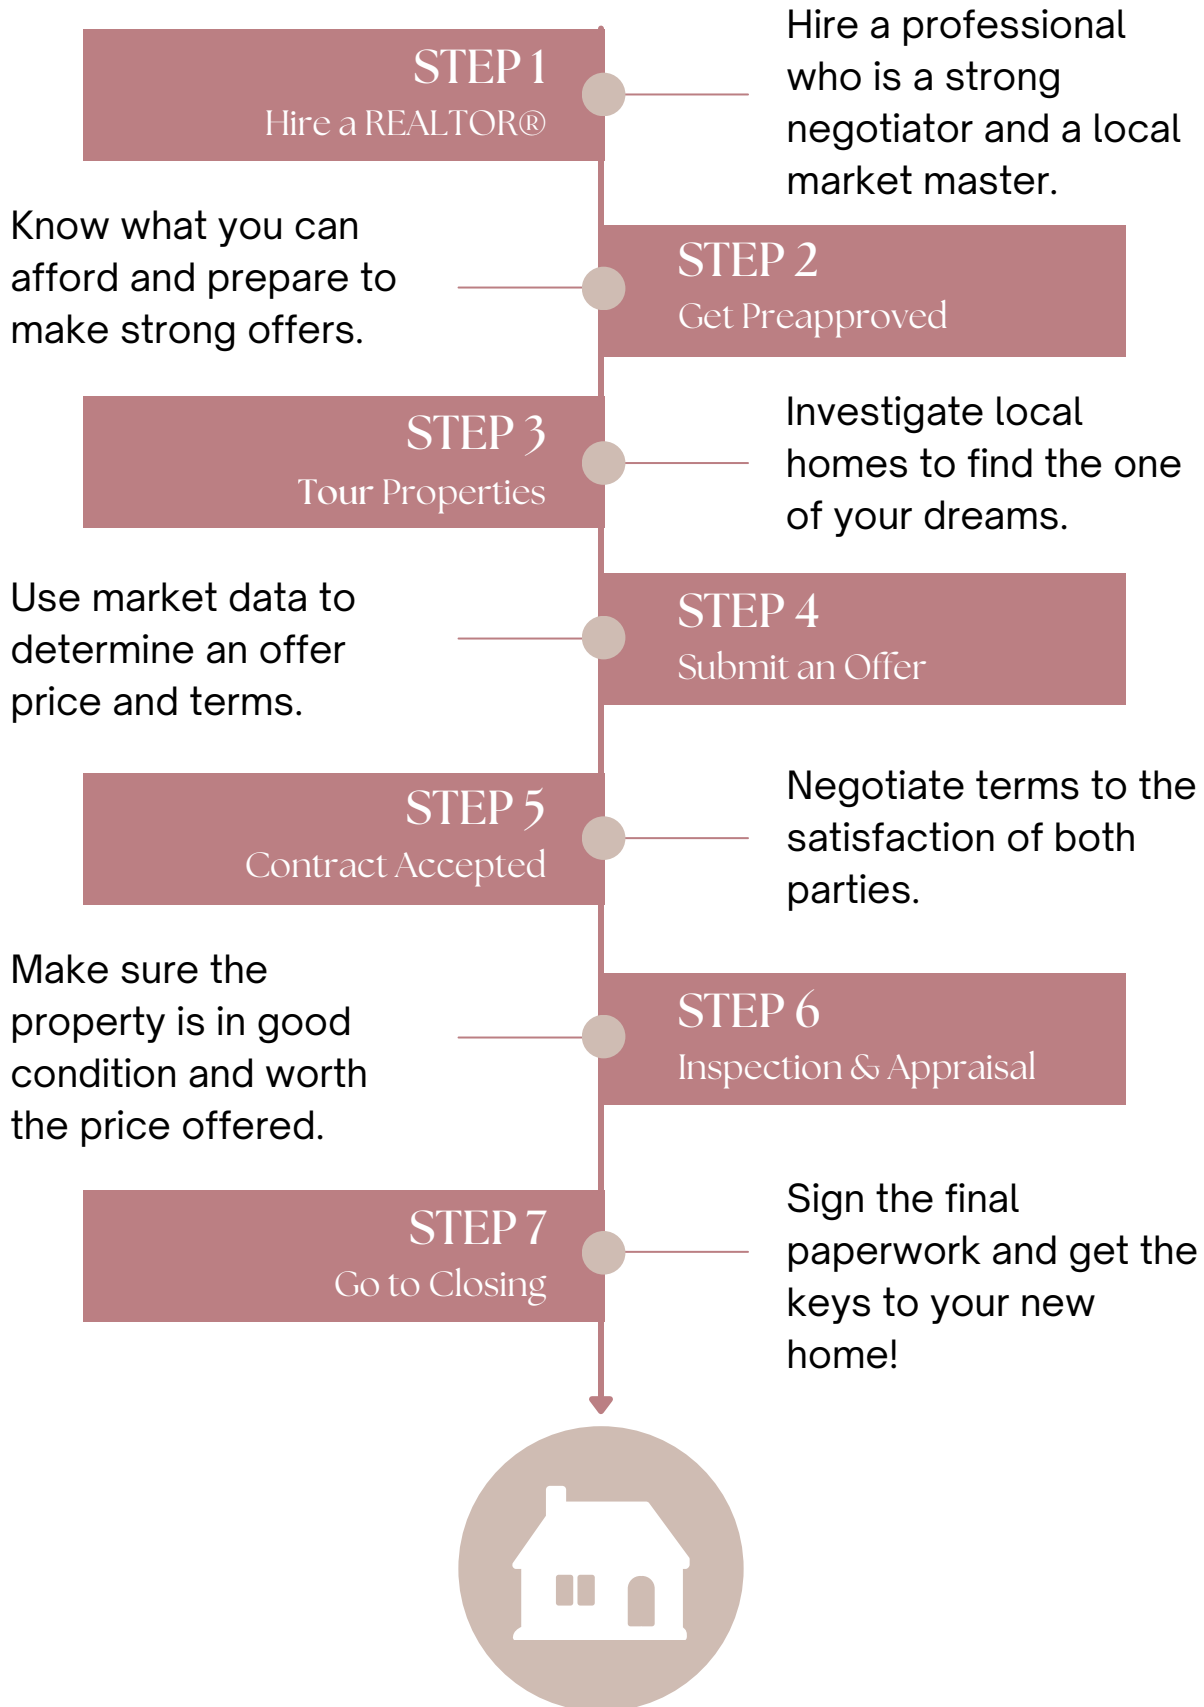 STEP 1
Hire a REALTOR®
Hire a professional
who is a strong
negotiator and a local
market master.
STEP 2
Get Preapproved
Know what you can
afford and prepare to
make strong offers.
STEP 3
Tour Properties
Investigate local
homes to find the one
of your dreams.
STEP 4
Submit an Offer
Use market data to
determine an offer
price and terms.
STEP 5
Contract Accepted
Negotiate terms to the
satisfaction of both
parties.
STEP 6
Inspection & Appraisal
Make sure the
property is in good
condition and worth
the price offered.
STEP 7
Go to Closing
Sign the final
paperwork and get the
keys to your new
home!